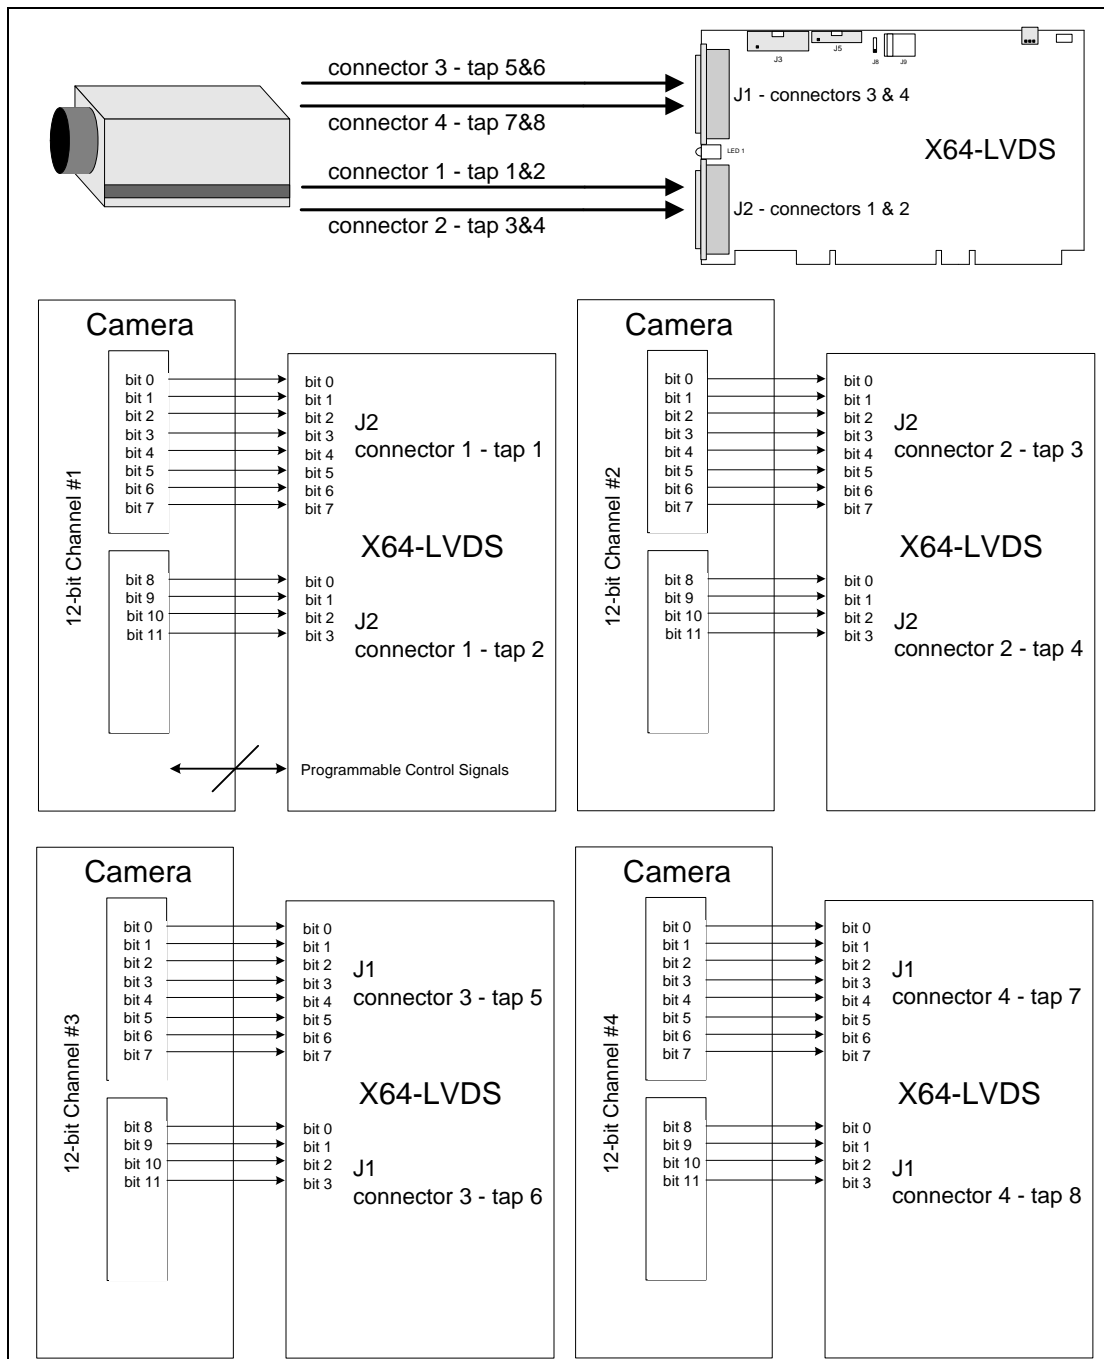 connector 3 - tap 5&6
connector 4 - tap 7&8
connector 1 - tap 1&2
connector 2 - tap 3&4
J3
J5
J8
J9
J1 - connectors 3 & 4
LED 1
X64-LVDS
J2 - connectors 1 & 2
Camera
12-bit Channel #1
bit 0
bit 1
bit 2
bit 3
bit 4
bit 5
bit 6
bit 7
bit 8
bit 9
bit 10
bit 11
bit 0
bit 1
bit 2
bit 3
bit 4
bit 5
bit 6
bit 7
J2
connector 1 - tap 1
X64-LVDS
bit 0
bit 1
bit 2
bit 3
J2
connector 1 - tap 2
Programmable Control Signals
Camera
12-bit Channel #2
bit 0
bit 1
bit 2
bit 3
bit 4
bit 5
bit 6
bit 7
bit 8
bit 9
bit 10
bit 11
bit 0
bit 1
bit 2
bit 3
bit 4
bit 5
bit 6
bit 7
J2
connector 2 - tap 3
X64-LVDS
bit 0
bit 1
bit 2
bit 3
J2
connector 2 - tap 4
Camera
12-bit Channel #3
bit 0
bit 1
bit 2
bit 3
bit 4
bit 5
bit 6
bit 7
bit 8
bit 9
bit 10
bit 11
bit 0
bit 1
bit 2
bit 3
bit 4
bit 5
bit 6
bit 7
J1
connector 3 - tap 5
X64-LVDS
bit 0
bit 1
bit 2
bit 3
J1
connector 3 - tap 6
Camera
12-bit Channel #4
bit 0
bit 1
bit 2
bit 3
bit 4
bit 5
bit 6
bit 7
bit 8
bit 9
bit 10
bit 11
bit 0
bit 1
bit 2
bit 3
bit 4
bit 5
bit 6
bit 7
J1
connector 4 - tap 7
X64-LVDS
bit 0
bit 1
bit 2
bit 3
J1
connector 4 - tap 8